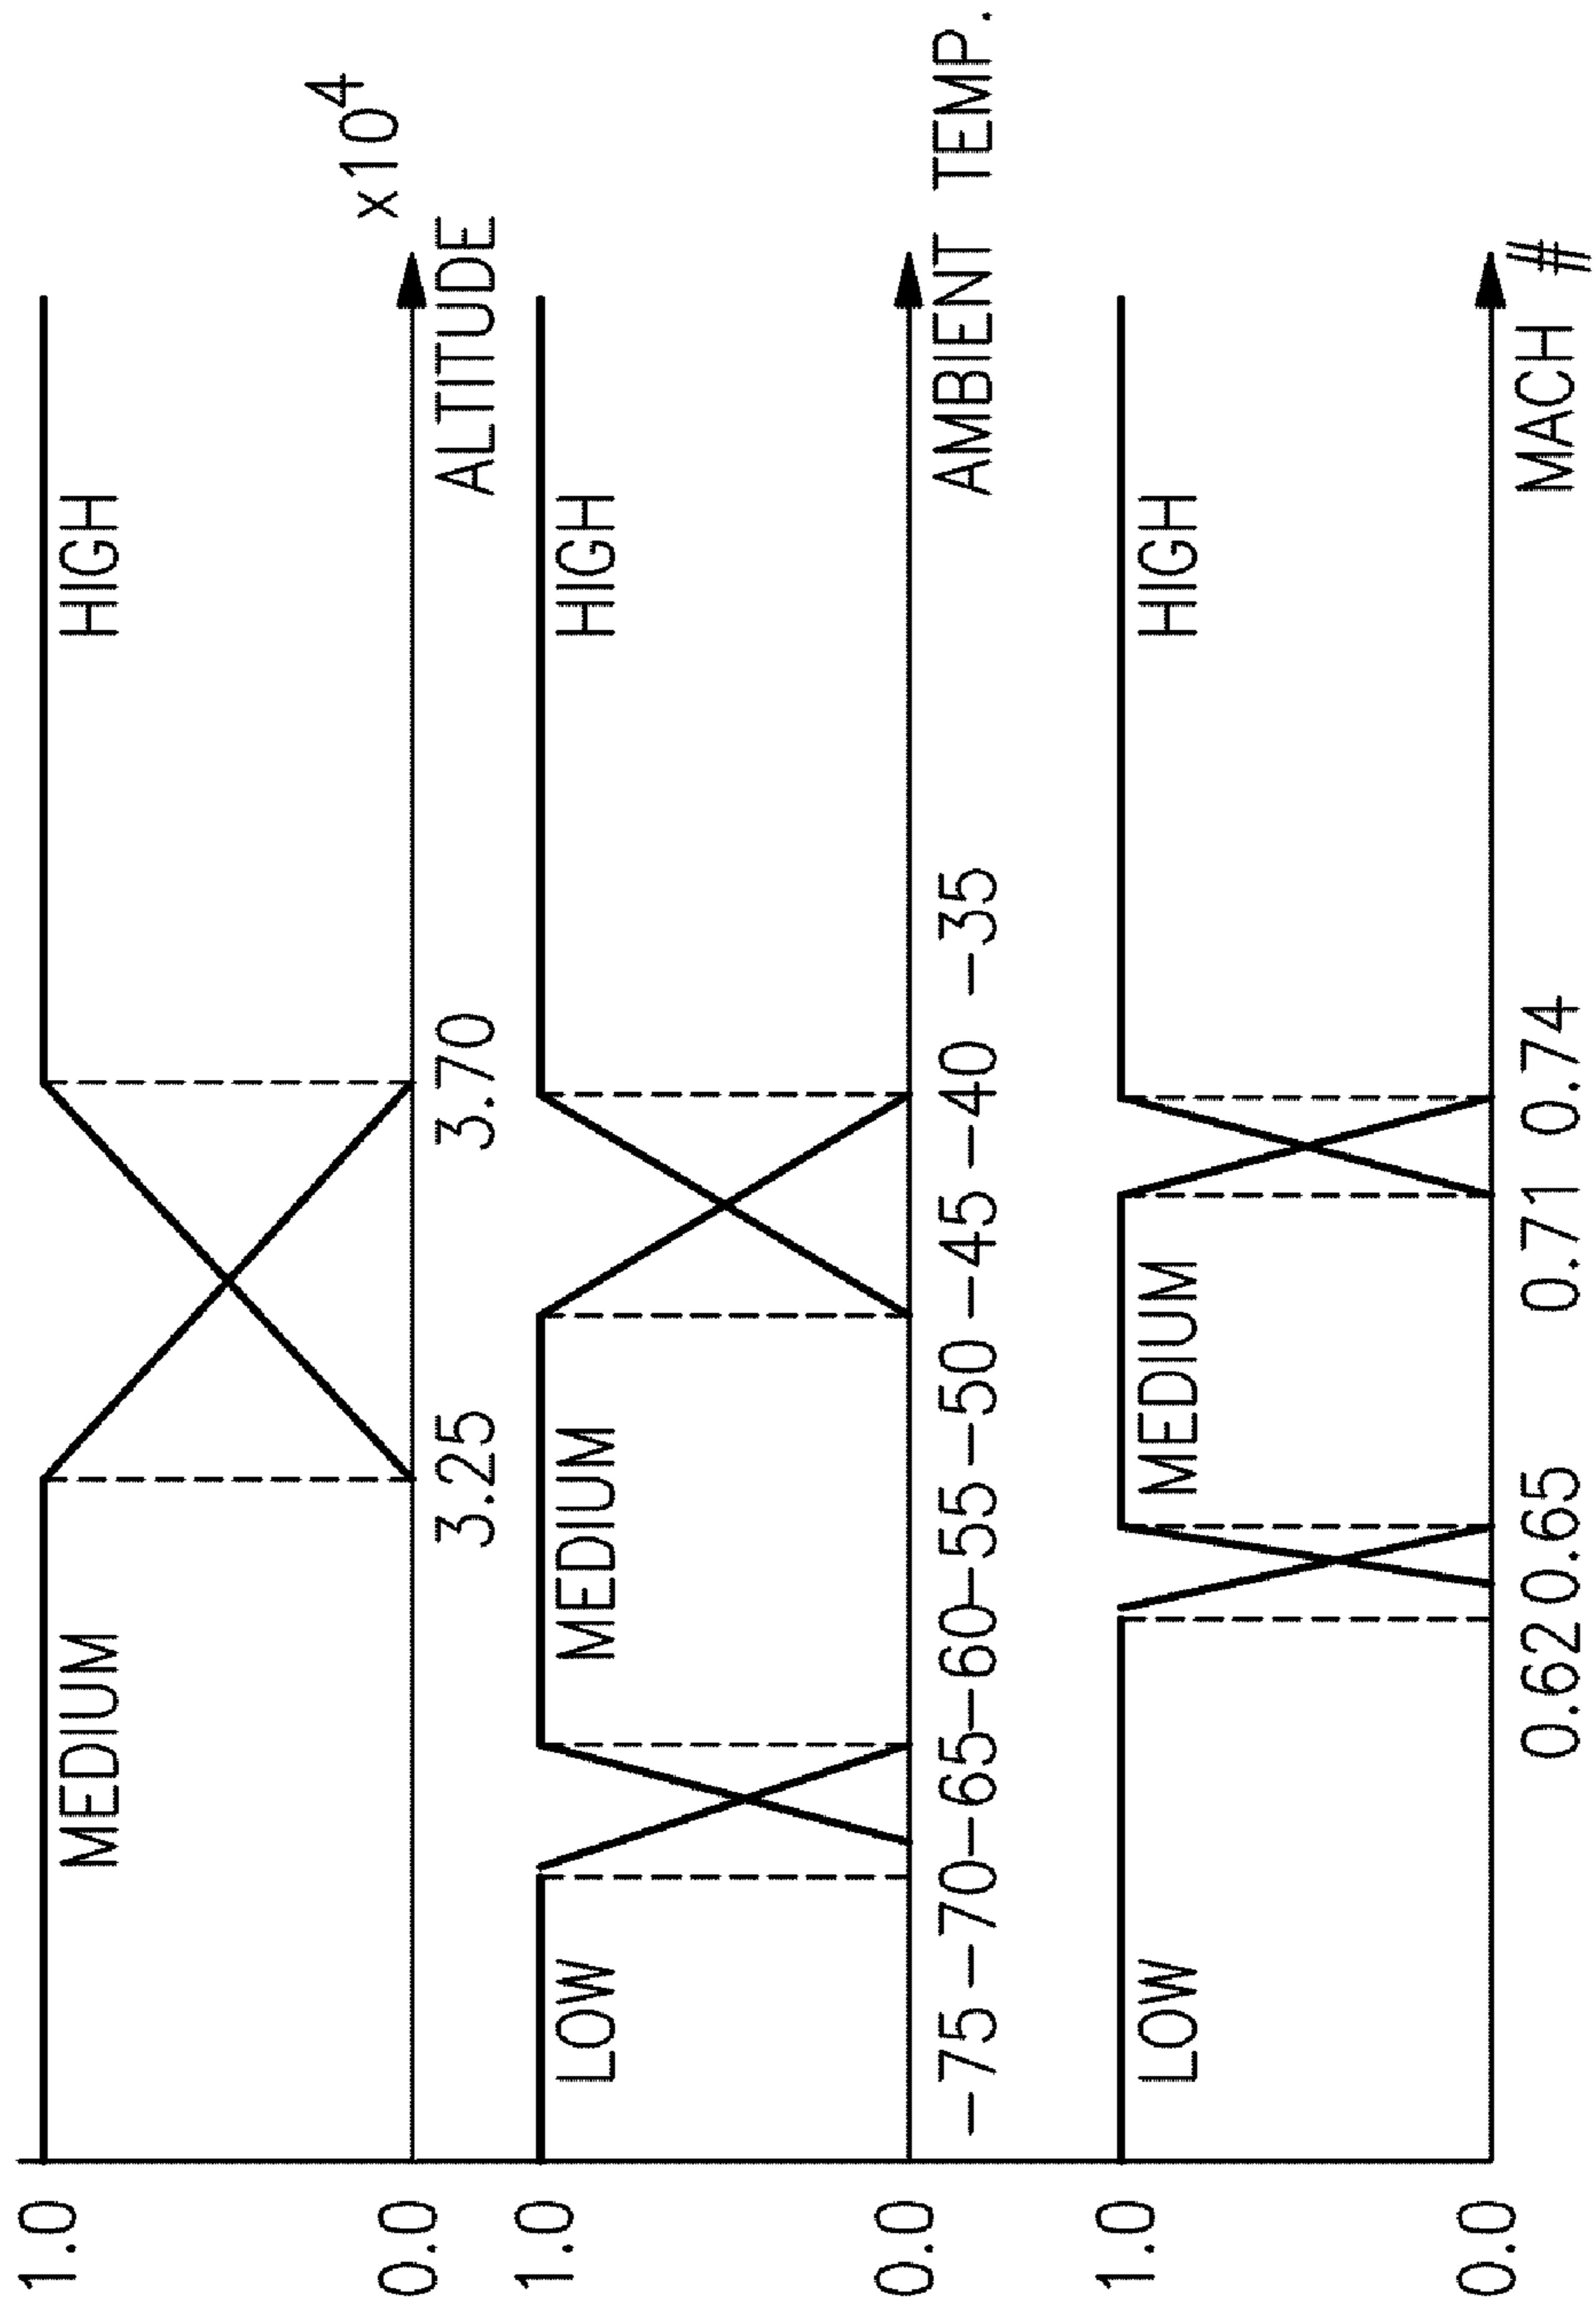 1.0
MEDIUM HIGH
x10⁴
0.0
3.25 3.70 ALTITUDE
1.0
LOW MEDIUM HIGH
0.0
-75 -70-65-60-55-50-45-40 -35 AMBIENT TEMP.
1.0
LOW MEDIUM HIGH
0.0
0.62 0.65 0.71 0.74 MACH #